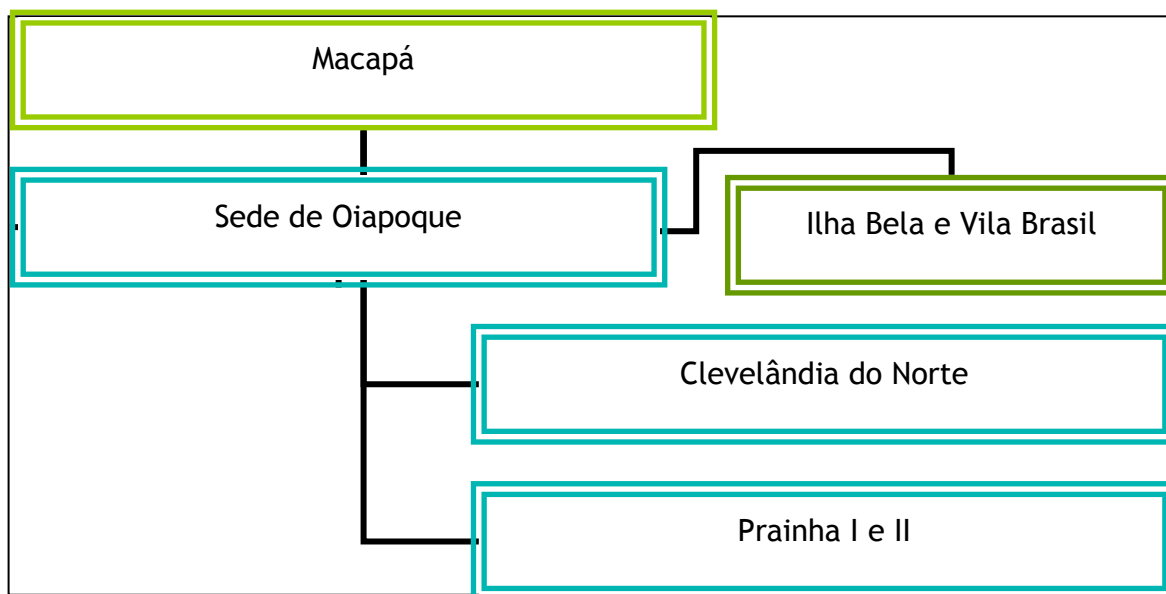 Macapá
Sede de Oiapoque
Ilha Bela e Vila Brasil
Clevelândia do Norte
Prainha I e II